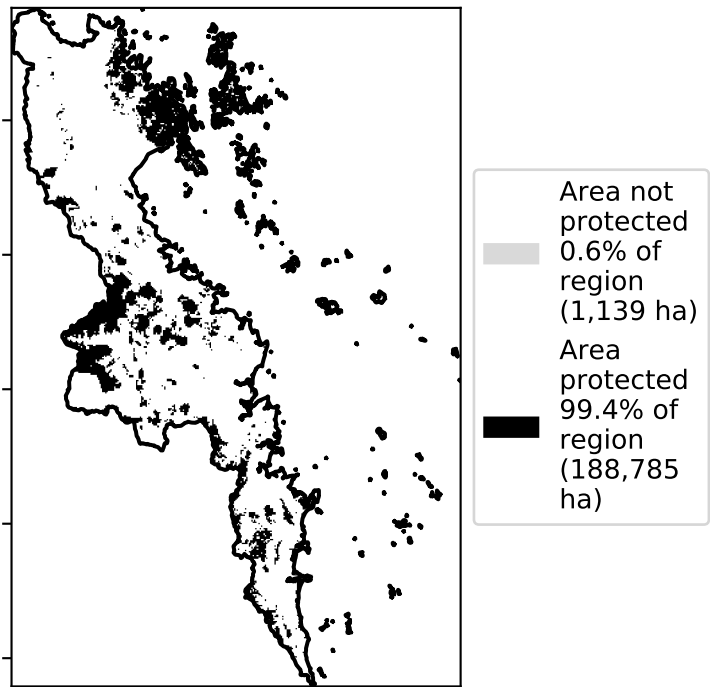 Area not
protected
0.6% of
region
(1,139 ha)
Area
protected
99.4% of
region
(188,785
ha)